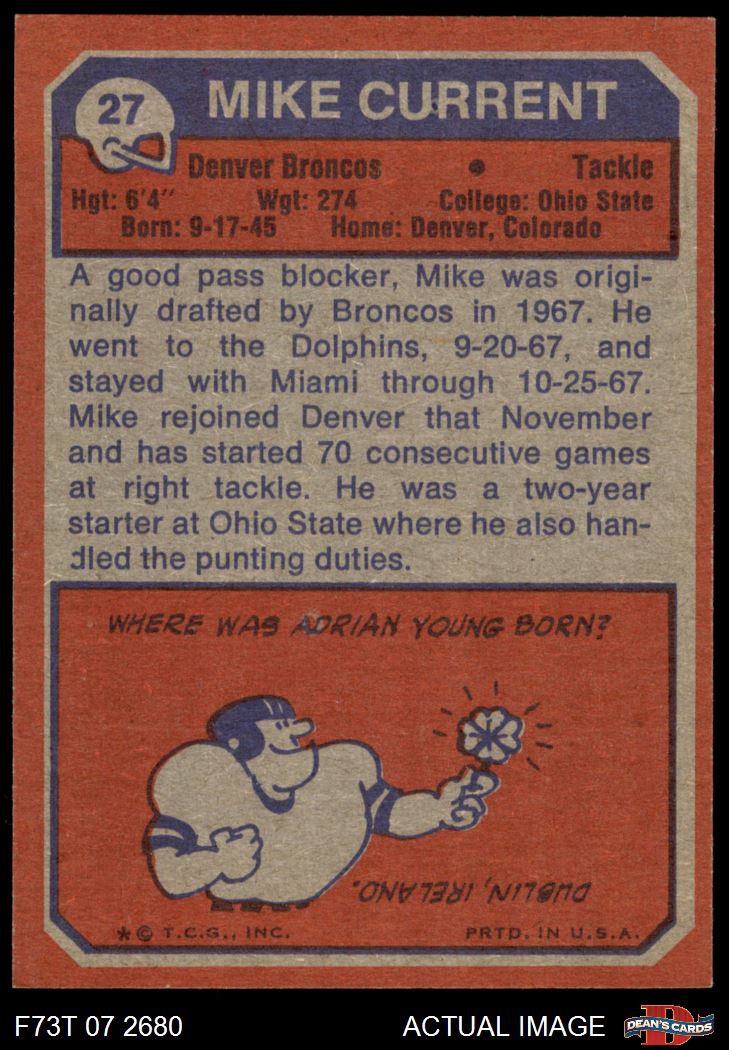 27
MIKE CURRENT
Denver Broncos • Tackle
Hgt: 6'4" Wgt: 274 College: Ohio State
Born: 9-17-45 Home: Denver, Colorado
A good pass blocker, Mike was origi-
nally drafted by Broncos in 1967. He
went to the Dolphins, 9-20-67, and
stayed with Miami through 10-25-67.
Mike rejoined Denver that November
and has started 70 consecutive games
at right tackle. He was a two-year
starter at Ohio State where he also han-
dled the punting duties.
WHERE WAS ADRIAN YOUNG BORN?
DUBLIN, IRELAND.
*© T.C.G., INC. PRTD. IN U.S.A.
F73T 07 2680 ACTUAL IMAGE
D
DEAN'S CARDS